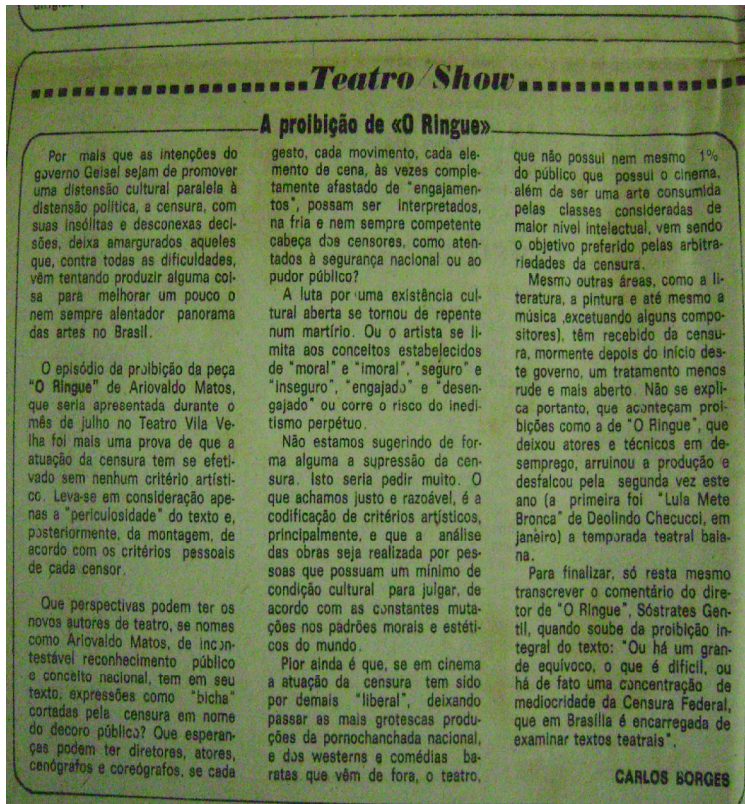 Teatro/Show
A proibição de «O Ringue»
Por mais que as intenções do
governo Geisel sejam de promover
uma distensão cultural paralela à
distensão política, a censura, com
suas insólitas e desconexas deci-
sões, deixa amargurados aqueles
que, contra todas as dificuldades,
vêm tentando produzir alguma coi-
sa para melhorar um pouco o
nem sempre alentador panorama
das artes no Brasil.
O episódio da proibição da peça
"O Ringue" de Ariovaldo Matos,
que seria apresentada durante o
mês de julho no Teatro Vila Ve-
lha foi mais uma prova de que a
atuação da censura tem se efeti-
vado sem nenhum critério artísti-
co. Leva-se em consideração ape-
nas a "periculosidade" do texto e,
posteriormente, da montagem, de
acordo com os critérios pessoais
de cada censor.
Que perspectivas podem ter os
novos autores de teatro, se nomes
como Ariovaldo Matos, de incon-
testável reconhecimento público
e conceito nacional, tem em seu
texto, expressões como "bicha"
cortadas pela censura em nome
do decoro público? Que esperan-
ças podem ter diretores, atores,
cenógrafos e coreógrafos, se cada
gesto, cada movimento, cada ele-
mento de cena, às vezes comple-
tamente afastado de "engajamen-
tos", possam ser interpretados,
na fria e nem sempre competente
cabeça dos censores, como aten-
tados à segurança nacional ou ao
pudor público?
A luta por uma existência cul-
tural aberta se tornou de repente
num martírio. Ou o artista se li-
mita aos conceitos estabelecidos
de "moral" e "imoral", "seguro" e
"inseguro", "engajado" e "desen-
gajado" ou corre o risco do inedi-
tismo perpétuo.
Não estamos sugerindo de for-
ma alguma a supressão da cen-
sura. Isto seria pedir muito. O
que achamos justo e razoável, é a
codificação de critérios artísticos,
principalmente, e que a análise
das obras seja realizada por pes-
soas que possuam um mínimo de
condição cultural para julgar, de
acordo com as constantes muta-
ções nos padrões morais e estéti-
cos do mundo.
Pior ainda é que, se em cinema
a atuação da censura tem sido
por demais "liberal", deixando
passar as mais grotescas produ-
ções da pornochanchada nacional,
e dos westerns e comédias ba-
ratas que vêm de fora, o teatro,
que não possui nem mesmo 1%
do público que possui o cinema,
além de ser uma arte consumida
pelas classes consideradas de
maior nível intelectual, vem sendo
o objetivo preferido pelas arbitra-
riedades da censura.
Mesmo outras áreas, como a li-
teratura, a pintura e até mesmo a
música ,excetuando alguns compo-
sitores), têm recebido da censu-
ra, mormente depois do início des-
te governo, um tratamento menos
rude e mais aberto. Não se expli-
ca portanto, que aconteçam proi-
bições como a de "O Ringue", que
deixou atores e técnicos em de-
semprego, arruinou a produção e
desfalcou pela segunda vez este
ano (a primeira foi "Lula Mete
Bronca" de Deolindo Checucci, em
janeiro) a temporada teatral baia-
na.
Para finalizar, só resta mesmo
transcrever o comentário do dire-
tor de "O Ringue", Sóstrates Gen-
til, quando soube da proibição in-
tegral do texto: "Ou há um gran-
de equívoco, o que é difícil, ou
há de fato uma concentração de
mediocridade da Censura Federal,
que em Brasília é encarregada de
examinar textos teatrais".
CARLOS BORGES